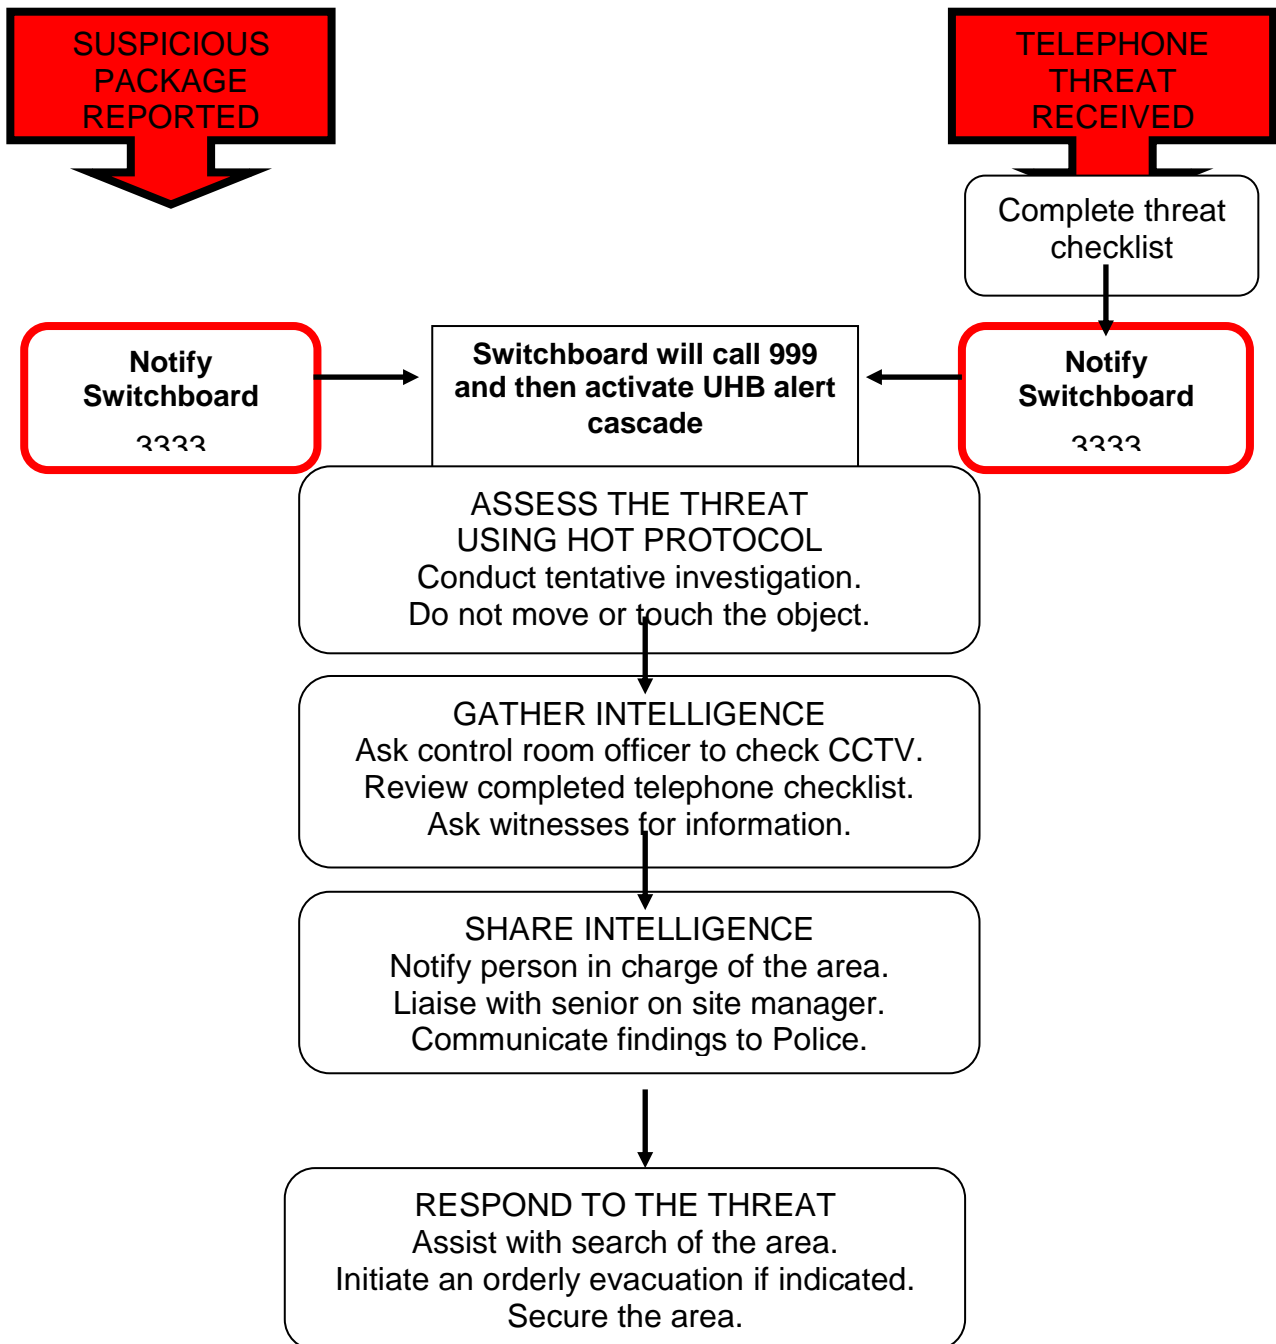 SUSPICIOUS
PACKAGE
REPORTED
TELEPHONE
THREAT
RECEIVED
Complete threat
checklist
Notify
Switchboard
3333
Switchboard will call 999
and then activate UHB alert
cascade
Notify
Switchboard
3333
ASSESS THE THREAT
USING HOT PROTOCOL
Conduct tentative investigation.
Do not move or touch the object.
GATHER INTELLIGENCE
Ask control room officer to check CCTV.
Review completed telephone checklist.
Ask witnesses for information.
SHARE INTELLIGENCE
Notify person in charge of the area.
Liaise with senior on site manager.
Communicate findings to Police.
RESPOND TO THE THREAT
Assist with search of the area.
Initiate an orderly evacuation if indicated.
Secure the area.